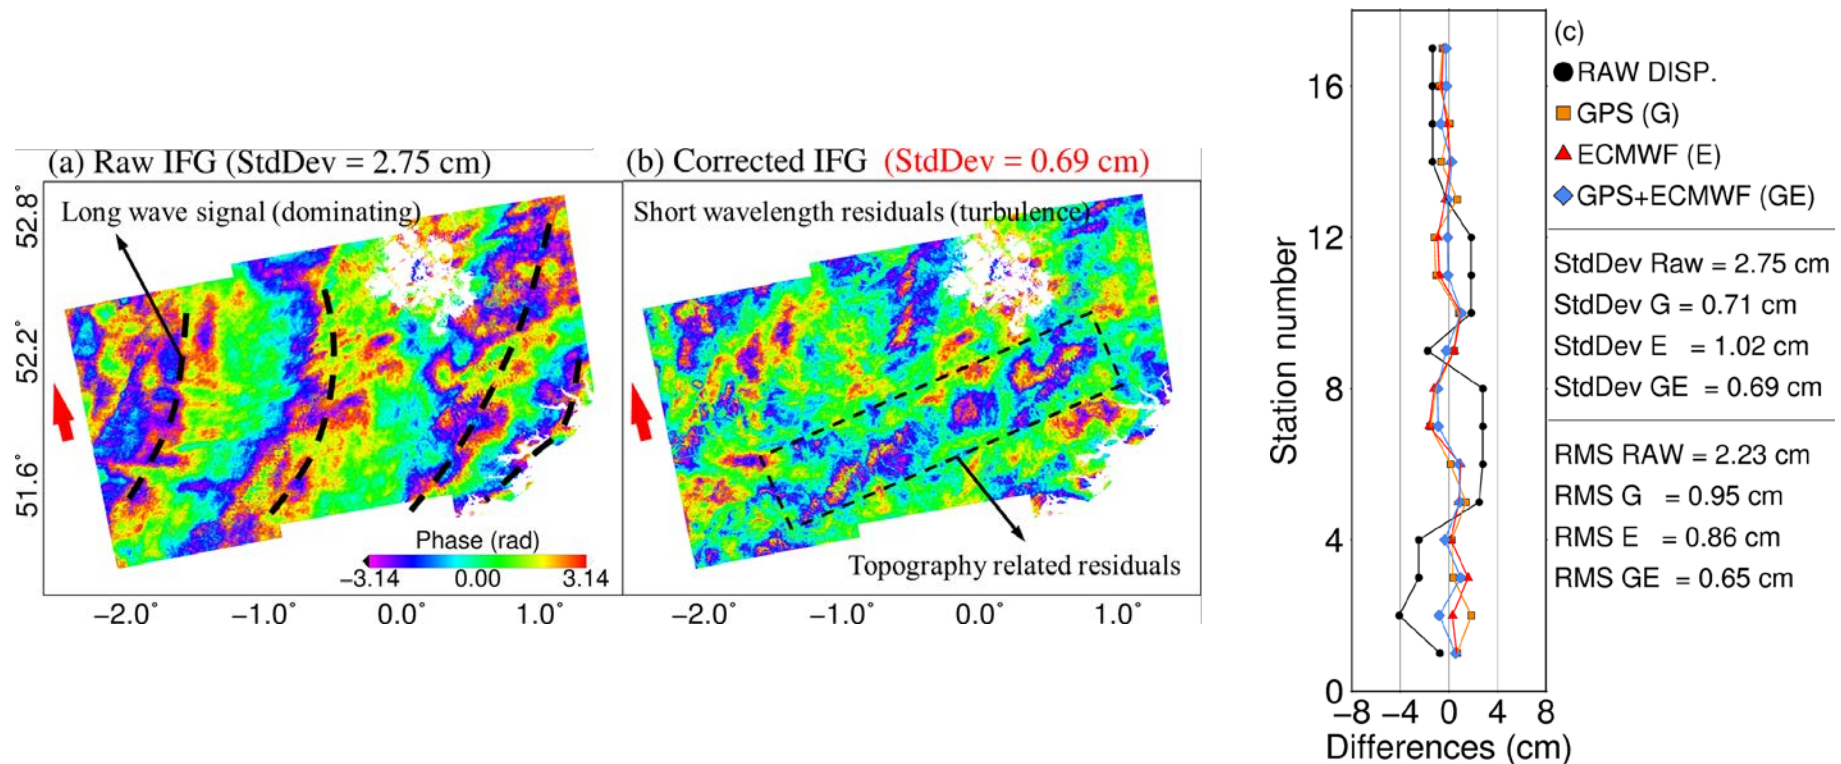 (a) Raw IFG (StdDev = 2.75 cm)
Long wave signal (dominating)
52.8°
52.2°
51.6°
Phase (rad)
−3.14 0.00 3.14
−2.0° −1.0° 0.0° 1.0°
(b) Corrected IFG (StdDev = 0.69 cm)
Short wavelength residuals (turbulence)
Topography related residuals
−2.0° −1.0° 0.0° 1.0°
(c)
RAW DISP.
GPS (G)
ECMWF (E)
GPS+ECMWF (GE)
StdDev Raw = 2.75 cm
StdDev G = 0.71 cm
StdDev E = 1.02 cm
StdDev GE = 0.69 cm
RMS RAW = 2.23 cm
RMS G = 0.95 cm
RMS E = 0.86 cm
RMS GE = 0.65 cm
Station number
16
12
8
4
0
−8 −4 0 4 8
Differences (cm)